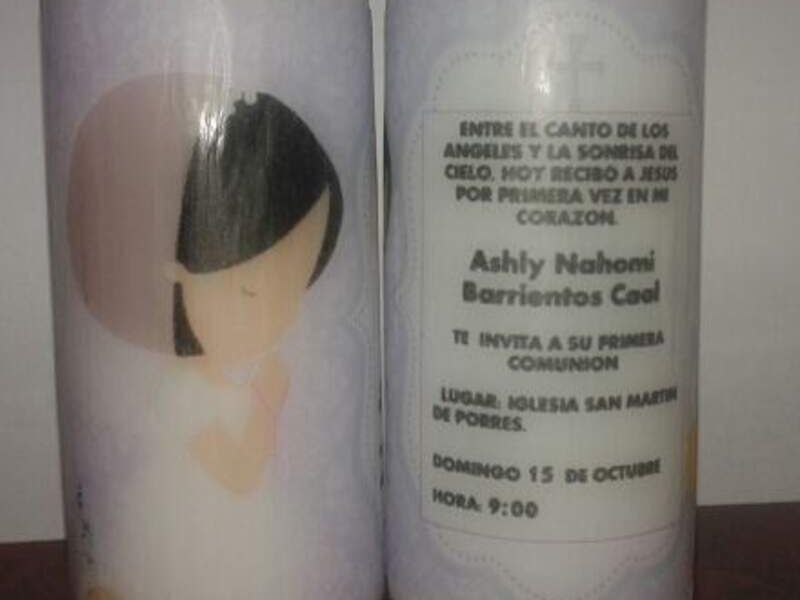 ENTRE EL CANTO DE LOS
ANGELES Y LA SONRISA DEL
CIELO, HOY RECIBO A JESUS
POR PRIMERA VEZ EN MI
CORAZON.
Ashly Nahomi
Barrientos Caal
TE INVITA A SU PRIMERA
COMUNION
LUGAR: IGLESIA SAN MARTIN
DE PORRES.
DOMINGO 15 DE OCTUBRE
HORA: 9:00